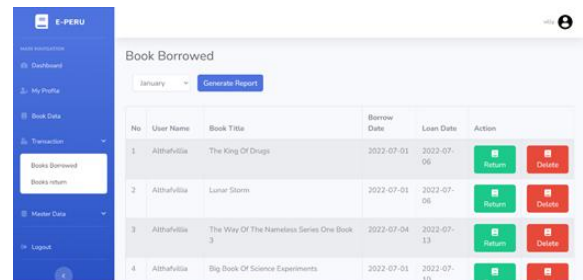 E-PERU
MAIN NAVIGATION
Dashboard
My Profile
Book Data
Transaction
Books Borrowed
Books return
Master Data
Logout
Book Borrowed
January
Generate Report
No User Name Book Title Borrow Date Loan Date Action
1 Althafvillia The King Of Drugs 2022-07-01 2022-07-06 Return Delete
2 Althafvillia Lunar Storm 2022-07-01 2022-07-06 Return Delete
3 Althafvillia The Way Of The Nameless Series One Book 3 2022-07-04 2022-07-13 Return Delete
4 Althafvillia Big Book Of Science Experiments 2022-07-01 2022-07-